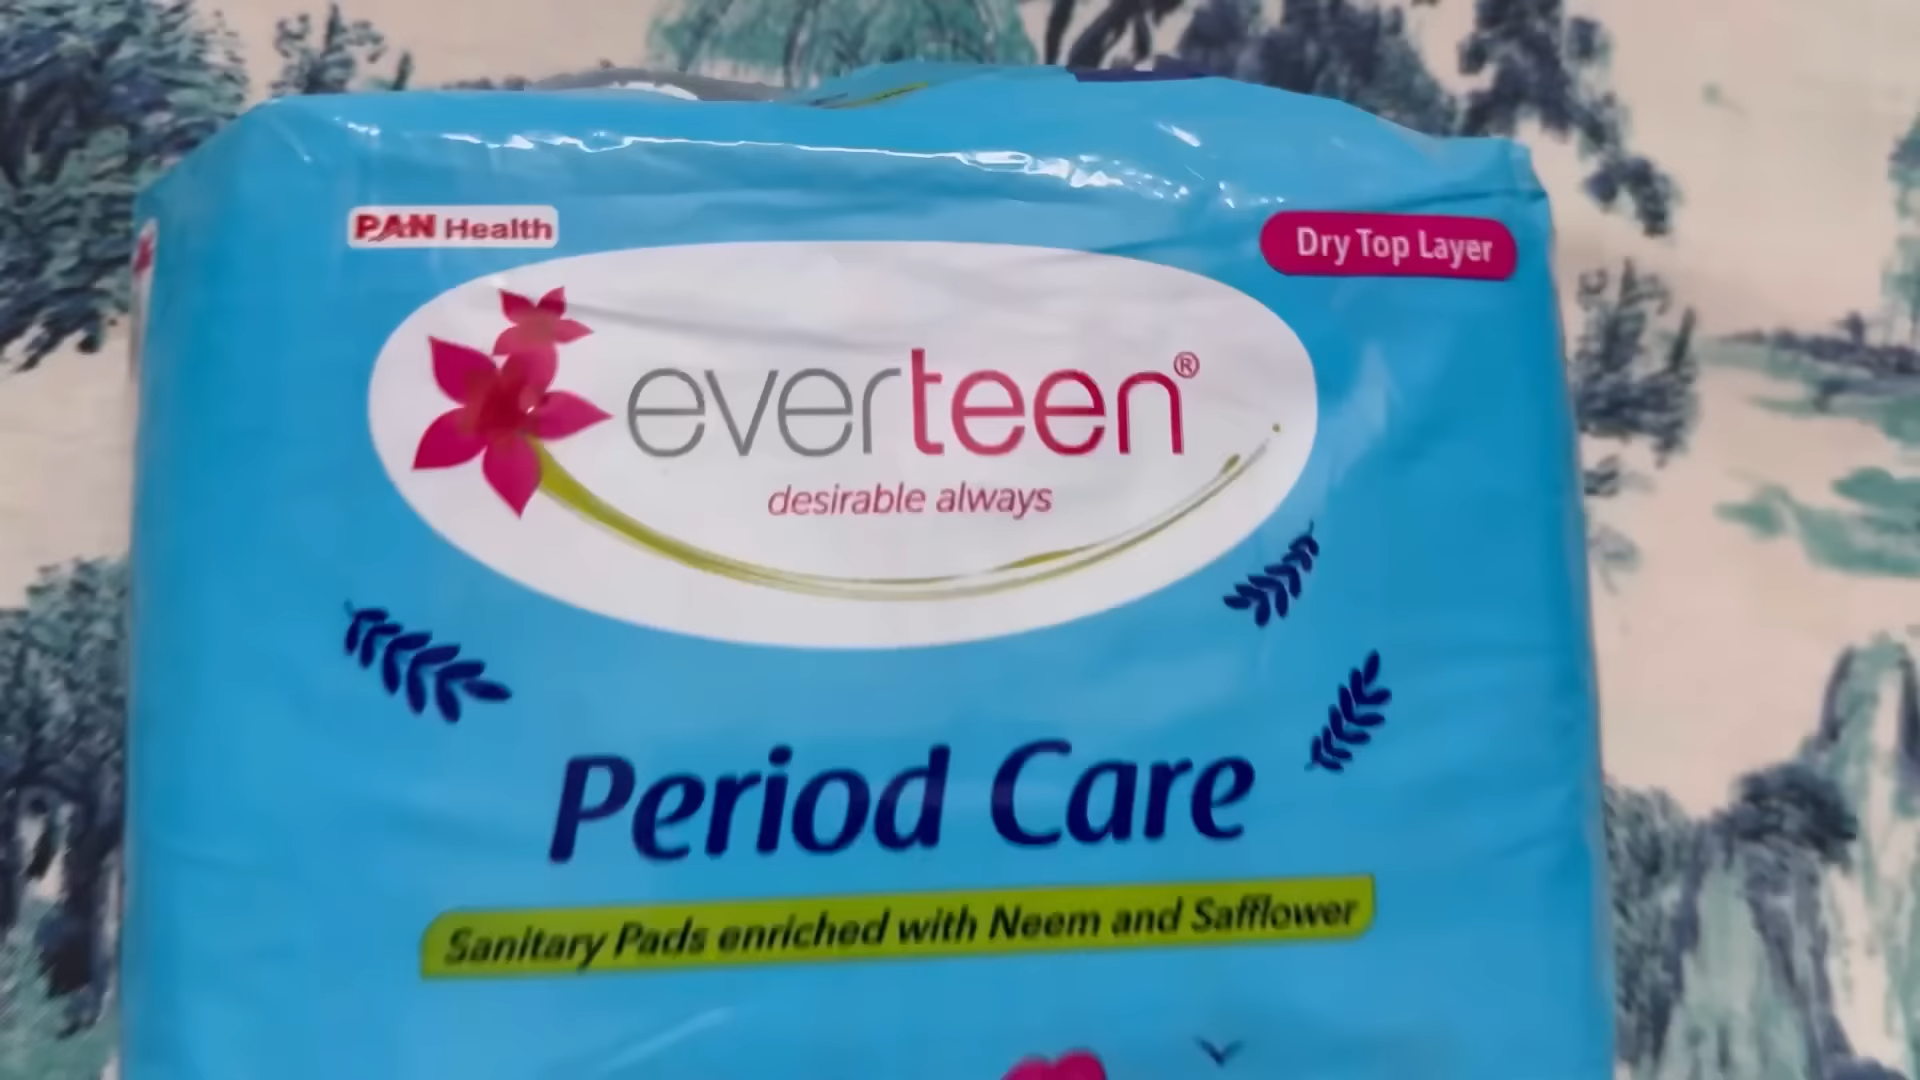 PAN Health
Dry Top Layer
everteen®
desirable always
Period Care
Sanitary Pads enriched with Neem and Safflower